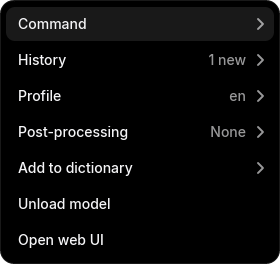 Command
History 1 new
Profile en
Post-processing None
Add to dictionary
Unload model
Open web UI